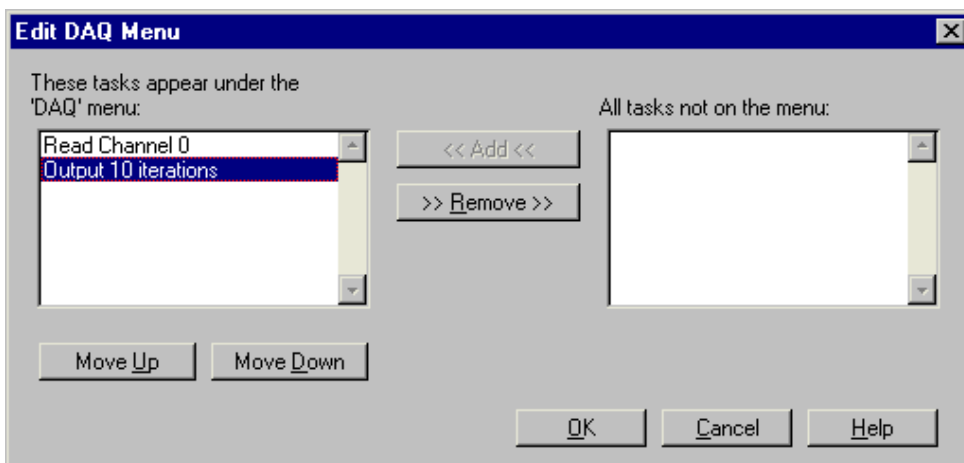 Edit DAQ Menu
These tasks appear under the
'DAQ' menu:
All tasks not on the menu:
Read Channel 0
Output 10 iterations
<< Add <<
>> Remove >>
Move Up
Move Down
OK
Cancel
Help